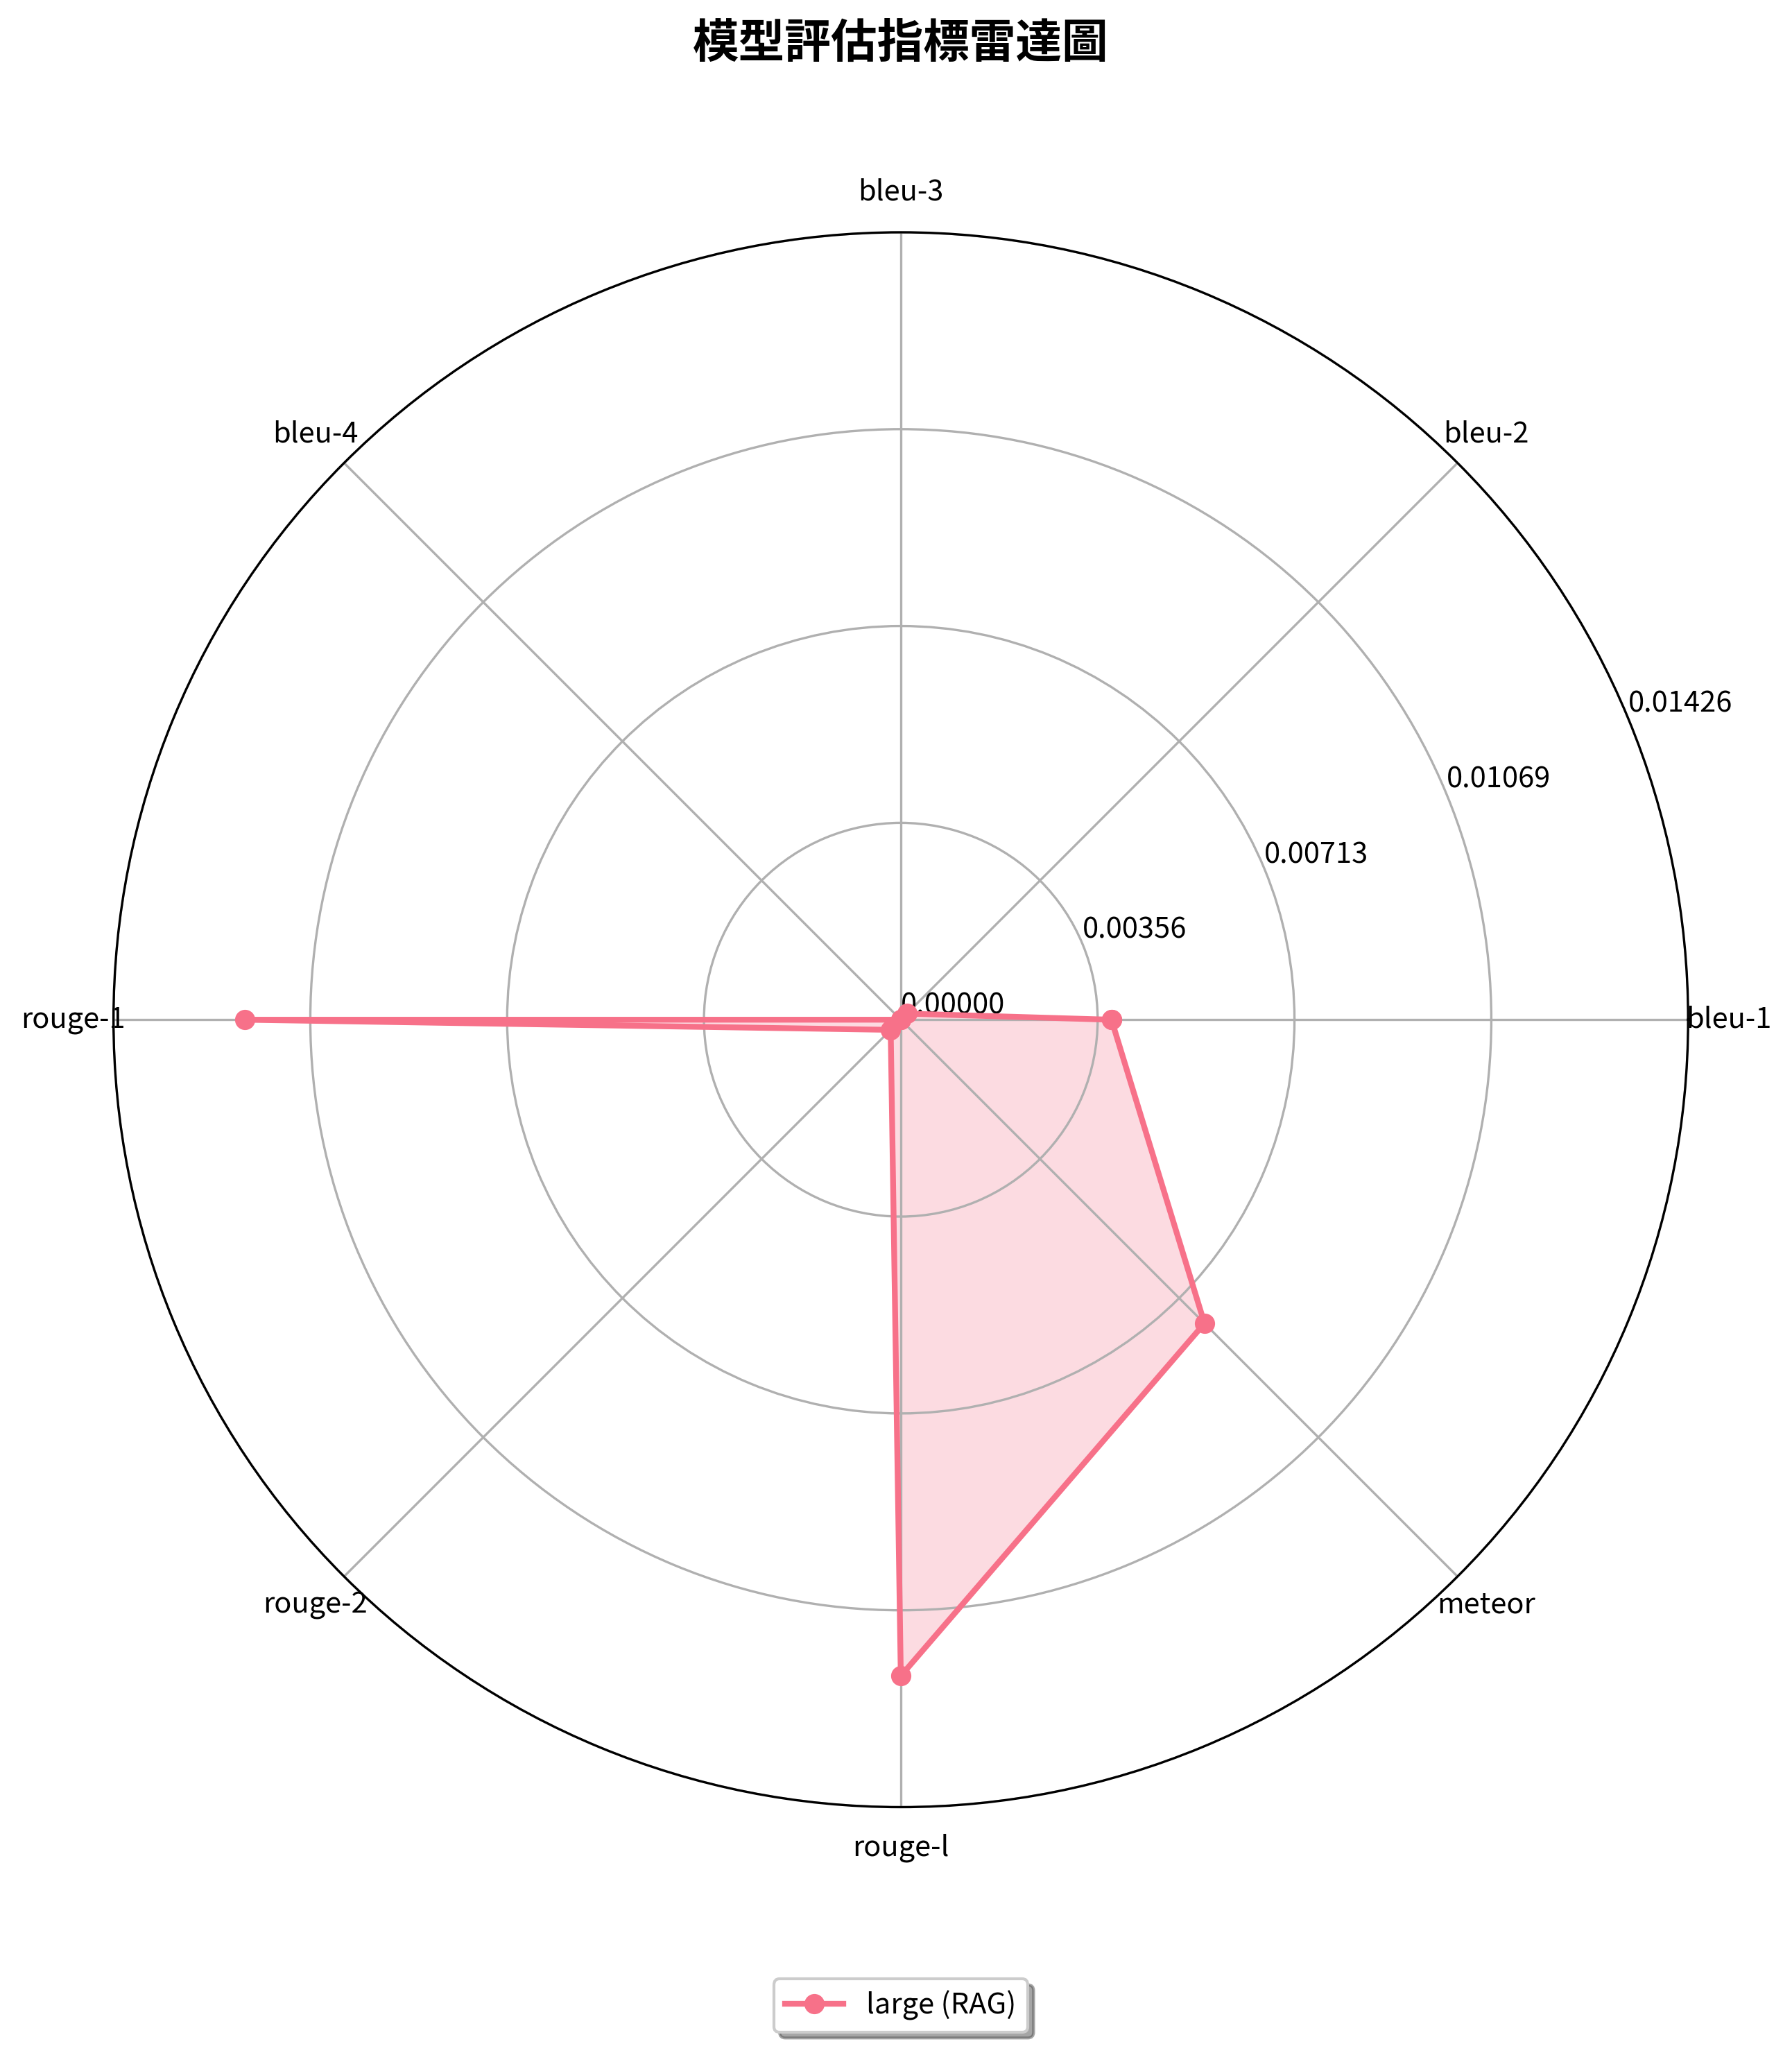 模型評估指標雷達圖
bleu-3
bleu-4
bleu-2
0.01426
0.01069
0.00713
0.00356
0.00000
rouge-1
bleu-1
rouge-2
meteor
rouge-l
large (RAG)